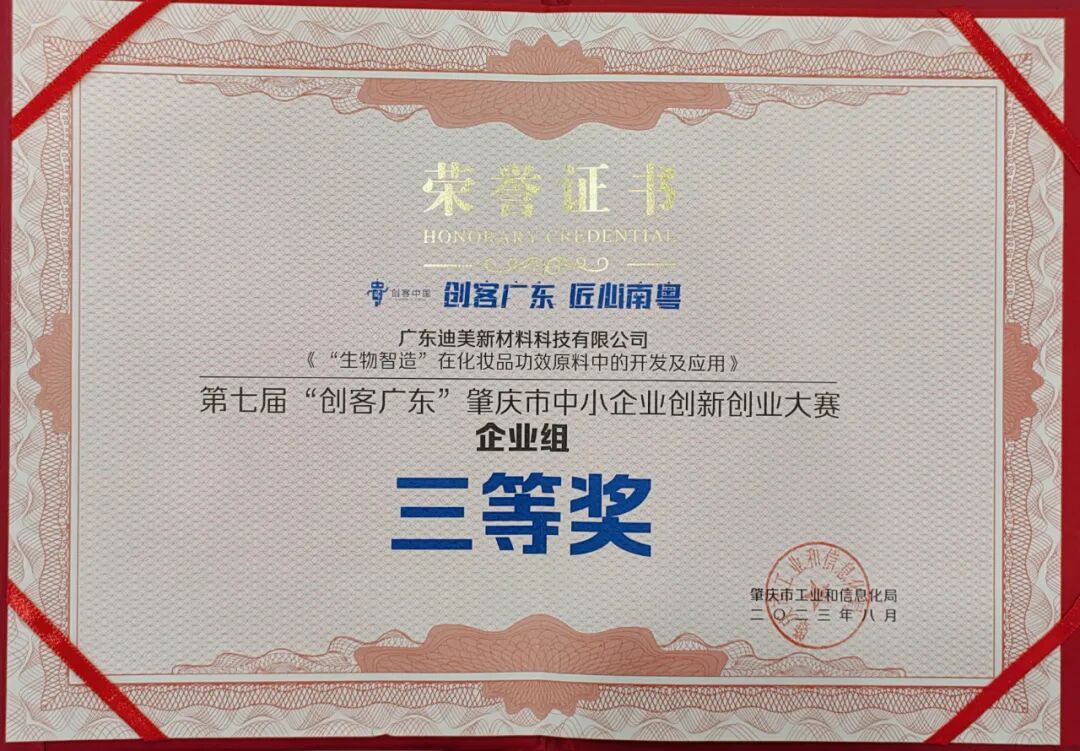 荣誉证书
HONORARY CREDENTIAL
创客中国 创客广东 匠心南粤
广东迪美新材料科技有限公司
《“生物智造”在化妆品功效原料中的开发及应用》
第七届“创客广东”肇庆市中小企业创新创业大赛
企业组
三等奖
肇庆市工业和信息化局
二〇二三年八月